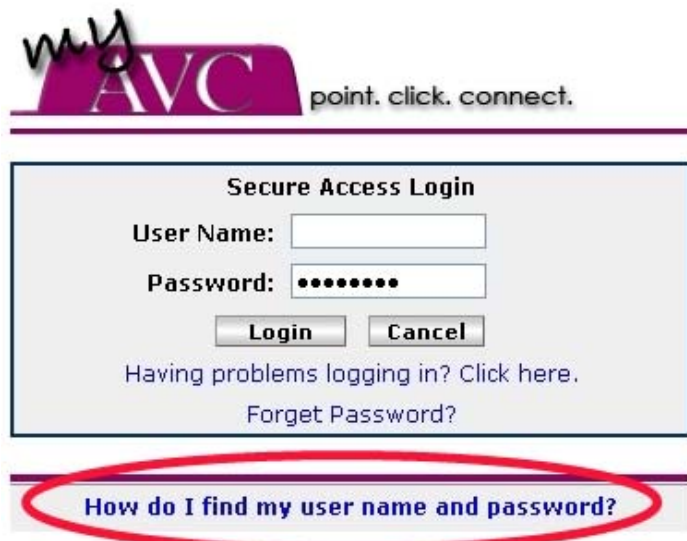 my
AVC point. click. connect.
Secure Access Login
User Name:
Password: ••••••••
Login Cancel
Having problems logging in? Click here.
Forget Password?
How do I find my user name and password?